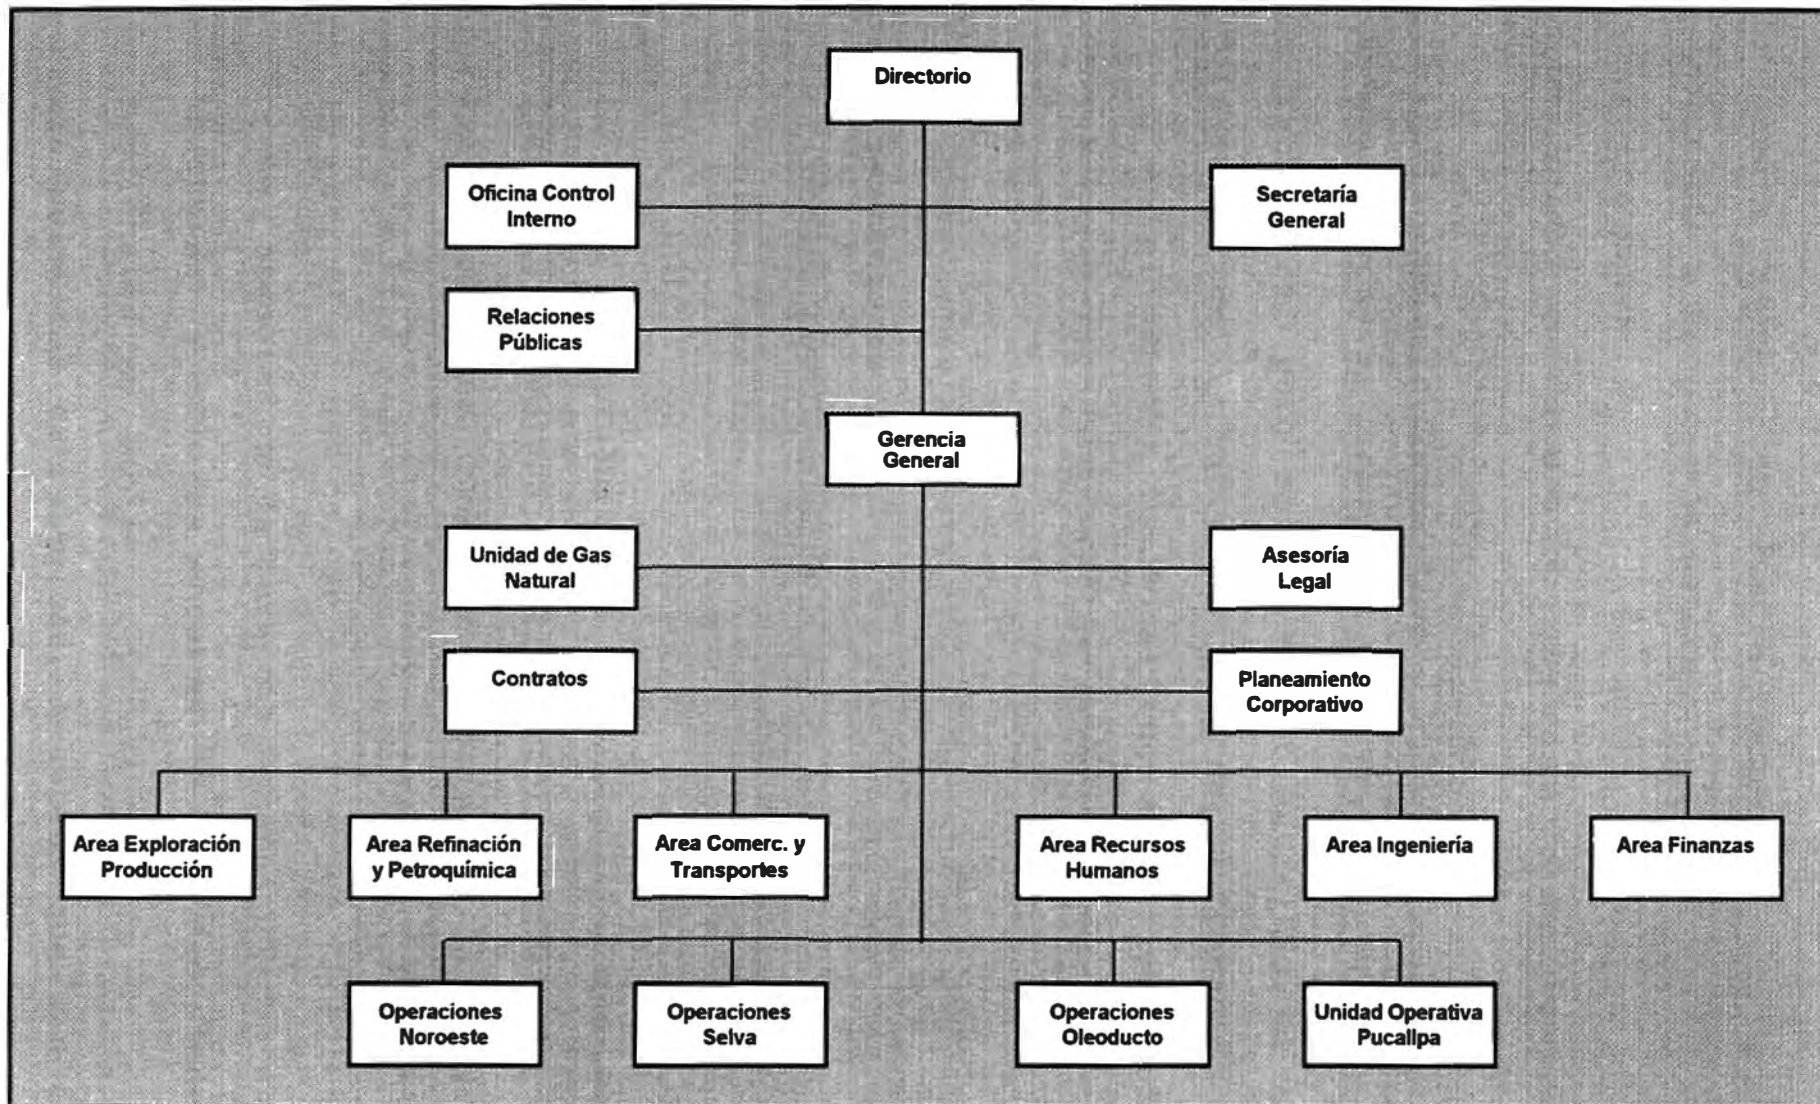 Directorio
Oficina Control
Interno
Secretaría
General
Relaciones
Públicas
Gerencia
General
Unidad de Gas
Natural
Asesoría
Legal
Contratos
Planeamiento
Corporativo
Area Exploración
Producción
Area Refinación
y Petroquímica
Area Comerc. y
Transportes
Area Recursos
Humanos
Area Ingeniería
Area Finanzas
Operaciones
Noroeste
Operaciones
Selva
Operaciones
Oleoducto
Unidad Operativa
Pucallpa